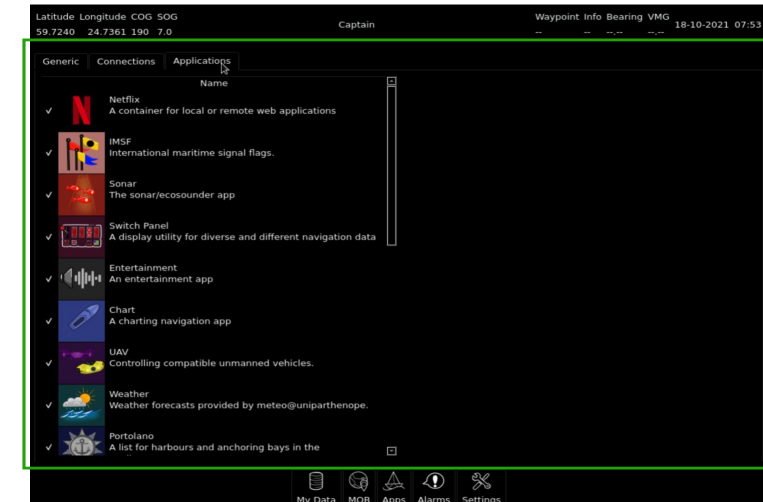 Latitude Longitude COG SOG
59.7240 24.7361 190 7.0
Captain
Waypoint Info Bearing VMG
-- -- --.-- --.--
18-10-2021 07:53
Generic Connections Applications
Name
Netflix
A container for local or remote web applications
IMSF
International maritime signal flags.
Sonar
The sonar/ecosounder app
Switch Panel
A display utility for diverse and different navigation data
Entertainment
An entertainment app
Chart
A charting navigation app
UAV
Controlling compatible unmanned vehicles.
Weather
Weather forecasts provided by meteo@uniparthenope.
Portolano
A list for harbours and anchoring bays in the
My Data MOB Apps Alarms Settings